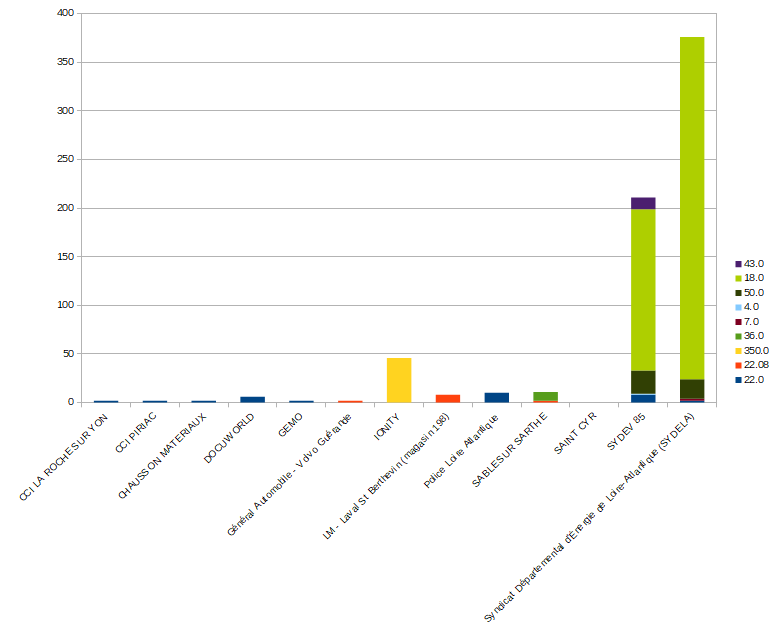 400
350
300
250
200
150
100
50
0
43.0
18.0
50.0
4.0
7.0
36.0
350.0
22.08
22.0
CCI LA ROCHE SUR YON
CCI PIRIAC
CHAUSSON MATERIAUX
DOCUWORLD
GEMO
Général Automobile - Volvo Guérande
IONITY
LM - Laval St Berthevin (magasin 198)
Police Loire Atlantique
SABLE SUR SARTHE
SAINT CYR
SYDEV 85
Syndicat Départemental d'Énergie de Loire-Atlantique (SYDELA)